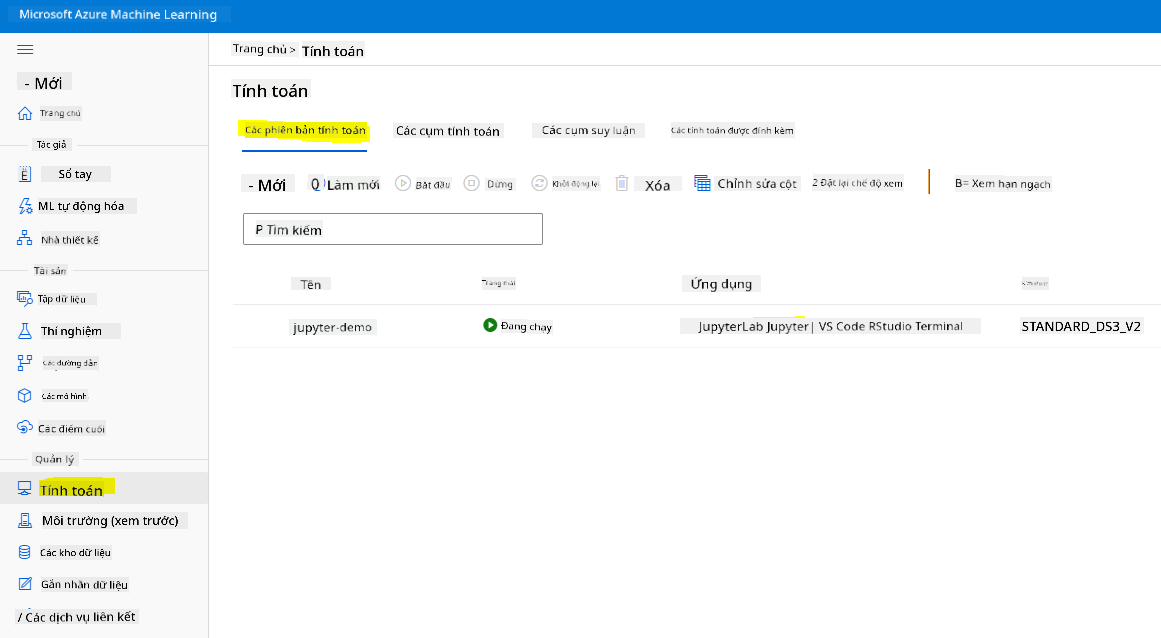 Microsoft Azure Machine Learning
- Mới
Trang chủ
Tác giả
Sổ tay
ML tự động hóa
Nhà thiết kế
Tài sản
Tập dữ liệu
Thí nghiệm
Các đường dẫn
Các mô hình
Các điểm cuối
Quản lý
Tính toán
Môi trường (xem trước)
Các kho dữ liệu
Gắn nhãn dữ liệu
/ Các dịch vụ liên kết
Trang chủ > Tính toán
Tính toán
Các phiên bản tính toán Các cụm tính toán Các cụm suy luận Các tính toán được đính kèm
- Mới Làm mới Bắt đầu Dừng Khởi động lại Xóa Chỉnh sửa cột 2 Đặt lại chế độ xem B= Xem hạn ngạch
P Tìm kiếm
Tên Trạng thái Ứng dụng
jupyter-demo Đang chạy JupyterLab Jupyter| VS Code RStudio Terminal STANDARD_DS3_V2